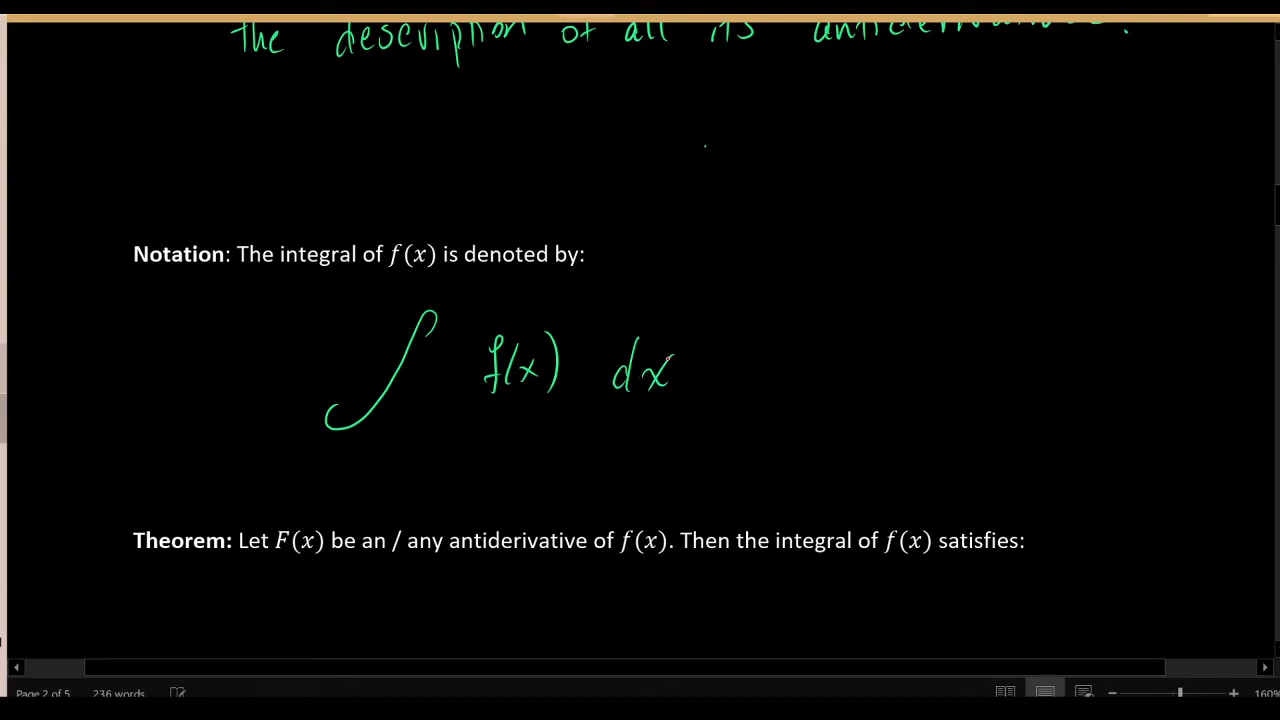 the description of all its antiderivatives.
Notation: The integral of f(x) is denoted by:
∫ f(x) dx
Theorem: Let F(x) be an / any antiderivative of f(x). Then the integral of f(x) satisfies:
Page 2 of 5 236 words 160%